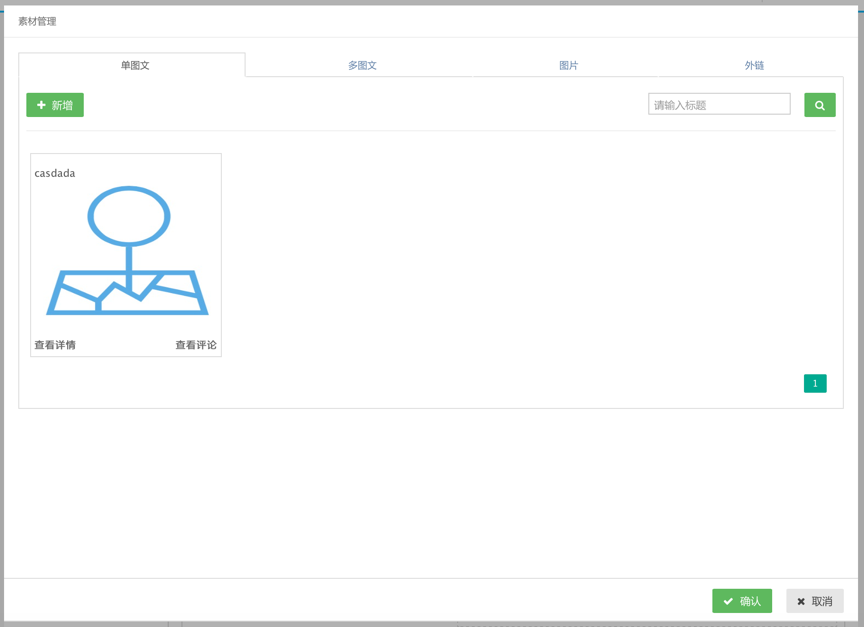 素材管理
单图文 多图文 图片 外链
新增 请输入标题
casdada
查看详情 查看评论
1
确认 取消